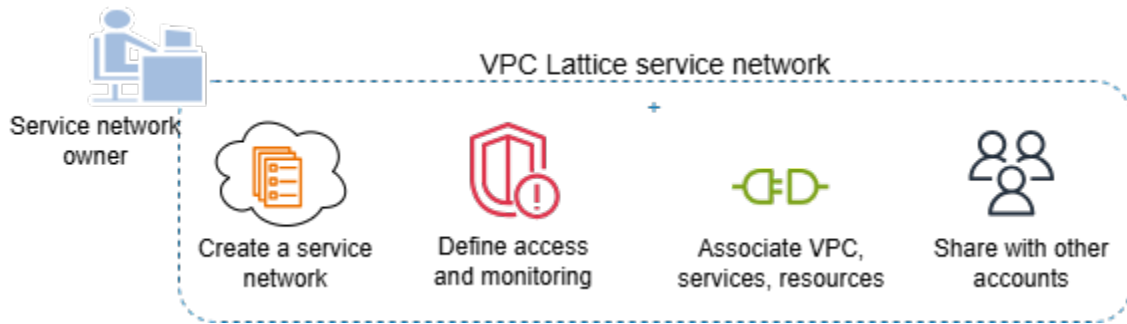 VPC Lattice service network
Service network
owner
Create a service
network
Define access
and monitoring
Associate VPC,
services, resources
Share with other
accounts